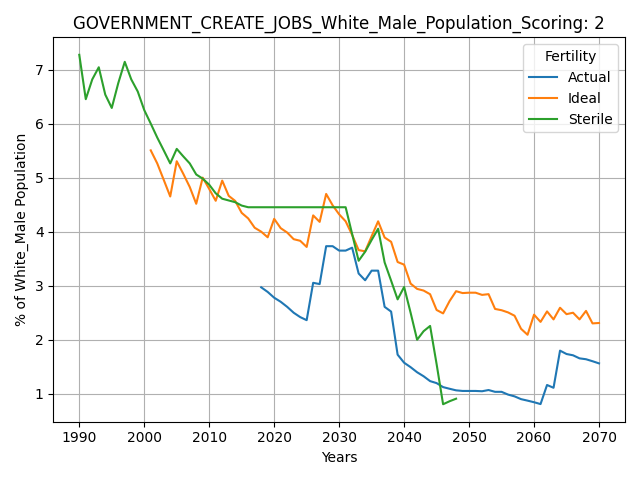 GOVERNMENT_CREATE_JOBS_White_Male_Population_Scoring: 2
Fertility
Actual
Ideal
Sterile
% of White_Male Population
7
6
5
4
3
2
1
1990 2000 2010 2020 2030 2040 2050 2060 2070
Years